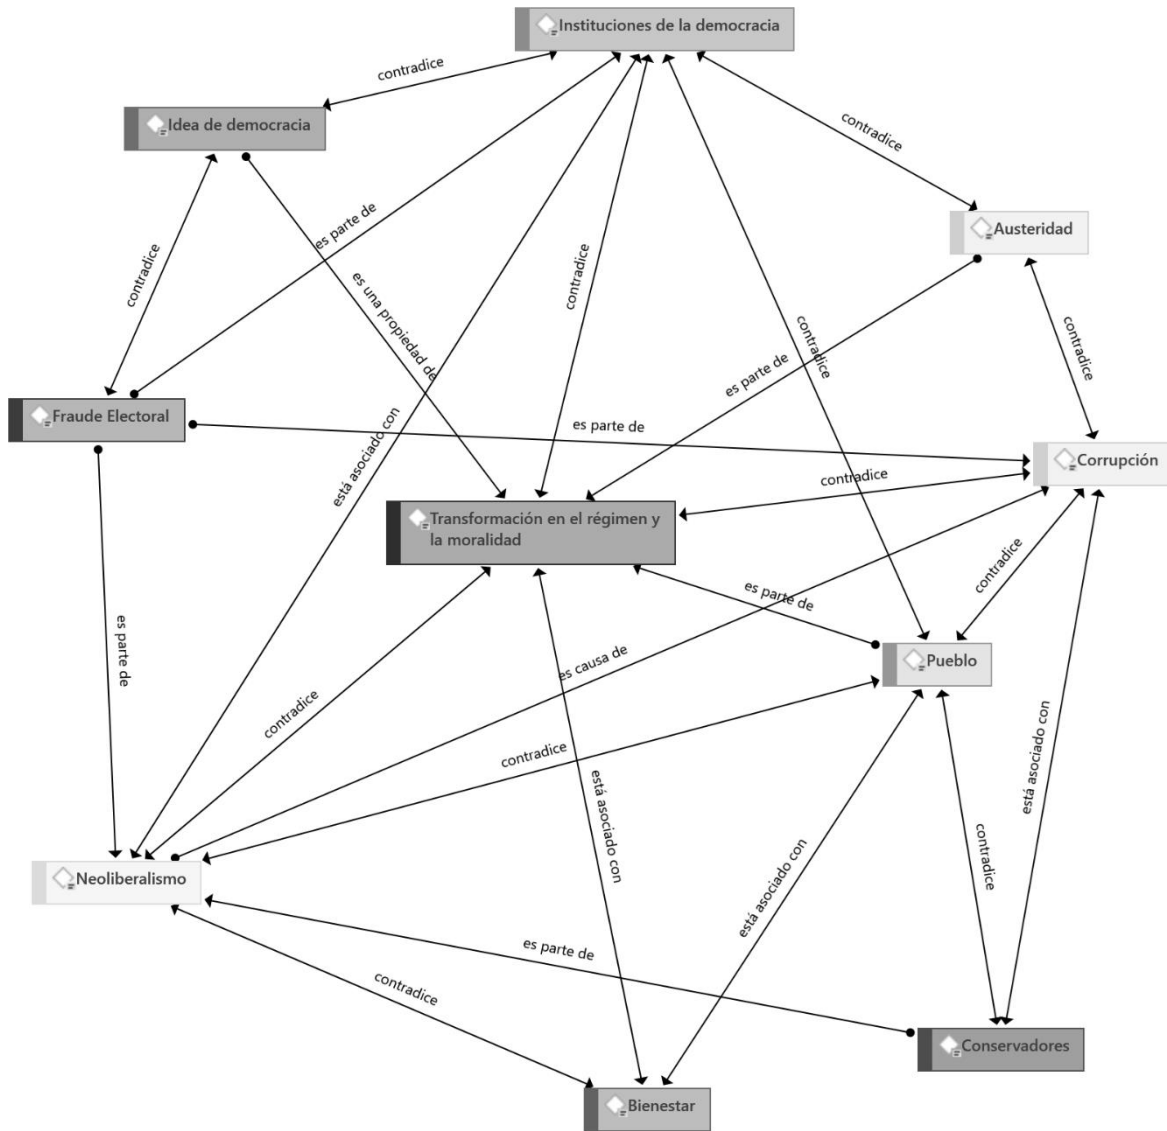 Instituciones de la democracia
contradice
Idea de democracia
contradice
es parte de
Austeridad
contradice
contradice
es una propiedad de
contradice
contradice
es parte de
Fraude Electoral
está asociado con
es parte de
Corrupción
contradice
Transformación en el régimen y
la moralidad
contradice
es parte de
es parte de
Pueblo
es causa de
contradice
contradice
está asociado con
está asociado con
contradice
Neoliberalismo
está asociado con
es parte de
contradice
Conservadores
Bienestar